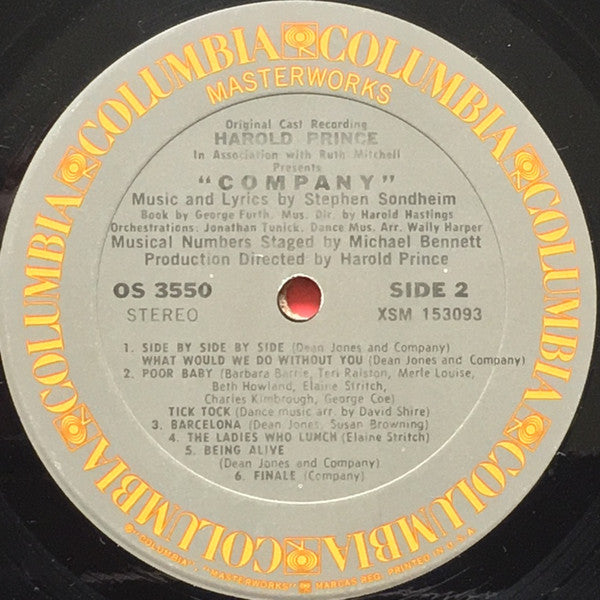 COLUMBIA COLUMBIA COLUMBIA COLUMBIA COLUMBIA COLUMBIA COLUMBIA
MASTERWORKS
Original Cast Recording
HAROLD PRINCE
In Association with Ruth Mitchell
Presents
"COMPANY"
Music and Lyrics by Stephen Sondheim
Book by George Furth. Mus. Dir. by Harold Hastings
Orchestrations. Jonathan Tunick. Dance Mus. Arr. Wally Harper
Musical Numbers Staged by Michael Bennett
Production Directed by Harold Prince
OS 3550 SIDE 2
STEREO XSM 153093
1. SIDE BY SIDE BY SIDE (Dean Jones and Company)
WHAT WOULD WE DO WITHOUT YOU (Dean Jones and Company)
2. POOR BABY (Barbara Barrie, Teri Ralston, Merle Louise,
Beth Howland, Elaine Stritch,
Charles Kimbrough, George Coe)
TICK TOCK (Dance music arr. by David Shire)
3. BARCELONA (Dean Jones, Susan Browning)
4. THE LADIES WHO LUNCH (Elaine Stritch)
5. BEING ALIVE
(Dean Jones and Company)
6. FINALE (Company)
® "COLUMBIA", "MASTERWORKS" MARCAS REG. PRINTED IN U.S.A.